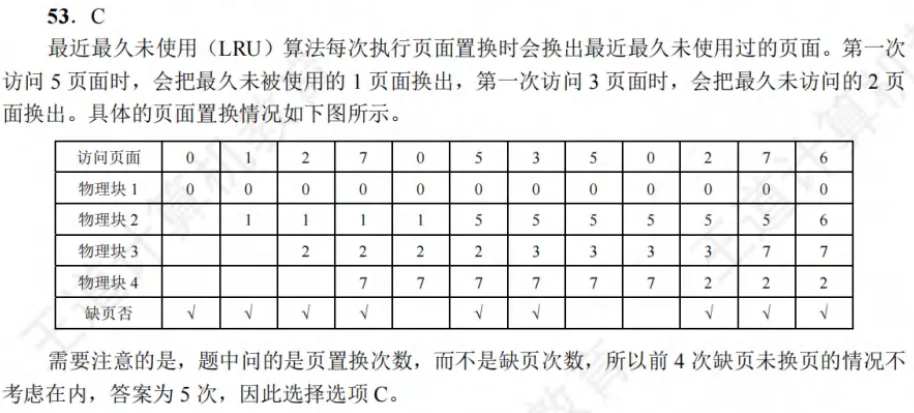 53．C
最近最久未使用（LRU）算法每次执行页面置换时会换出最近最久未使用过的页面。第一次
访问 5 页面时，会把最久未被使用的 1 页面换出，第一次访问 3 页面时，会把最久未访问的 2 页
面换出。具体的页面置换情况如下图所示。
访问页面 0 1 2 7 0 5 3 5 0 2 7 6
物理块 1 0 0 0 0 0 0 0 0 0 0 0 0
物理块 2 1 1 1 1 5 5 5 5 5 5 6
物理块 3 2 2 2 2 3 3 3 3 7 7
物理块 4 7 7 7 7 7 7 2 2 2
缺页否 √ √ √ √ √ √ √ √ √
需要注意的是，题中问的是页置换次数，而不是缺页次数，所以前 4 次缺页未换页的情况不
考虑在内，答案为 5 次，因此选择选项 C。
王道计算机教育